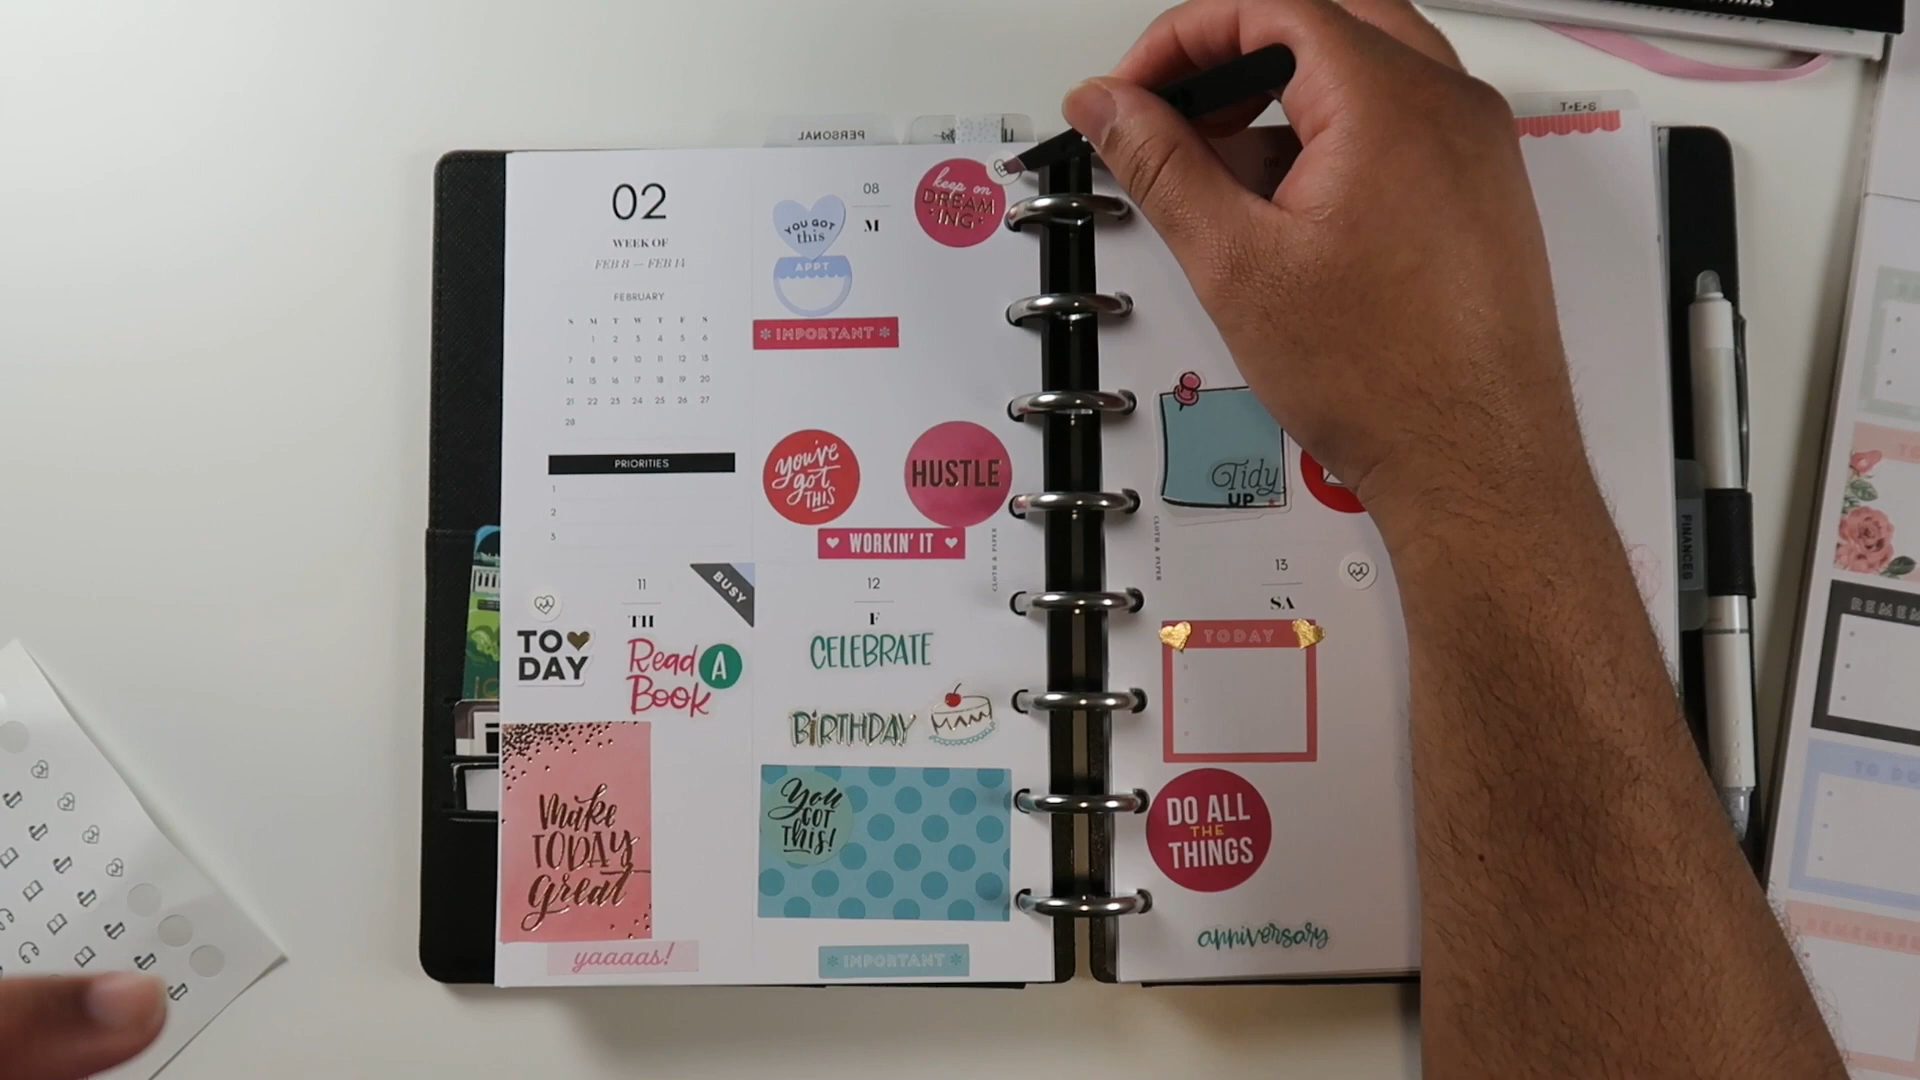 PERSONAL
T•E•S
02
WEEK OF
FEB 8 — FEB 14
FEBRUARY
S M T W T F S
1 2 3 4 5 6
7 8 9 10 11 12 13
14 15 16 17 18 19 20
21 22 23 24 25 26 27
28
PRIORITIES
1
2
3
08
M
YOU GOT
this
APPT
* IMPORTANT *
keep on
DREAM
•ING•
you've
got
THIS
HUSTLE
WORKIN' IT
CLOTH & PAPER
11
TH
BUSY
TO
DAY
Read
A
Book
Make
TODAY
great
yaaaas!
12
F
CELEBRATE
BIRTHDAY
You
GOT
this!
* IMPORTANT *
Tidy
UP
CLOTH & PAPER
13
SA
TODAY
DO ALL
THE
THINGS
anniversary
FINANCES